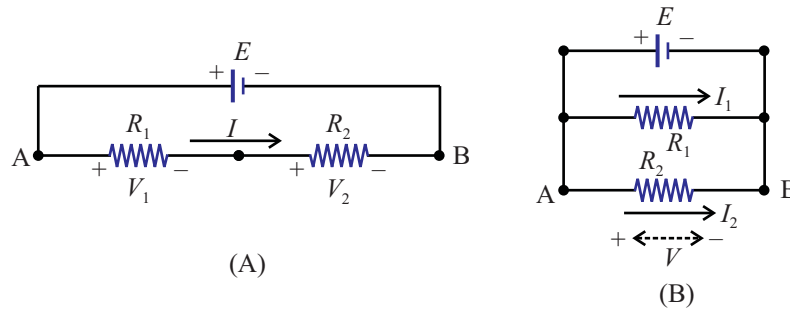 E
+ −
R₁ I R₂
A B
+ − + −
V₁ V₂
(A)
E
+ −
I₁
R₁
R₂
A B
I₂
+ −
V
(B)